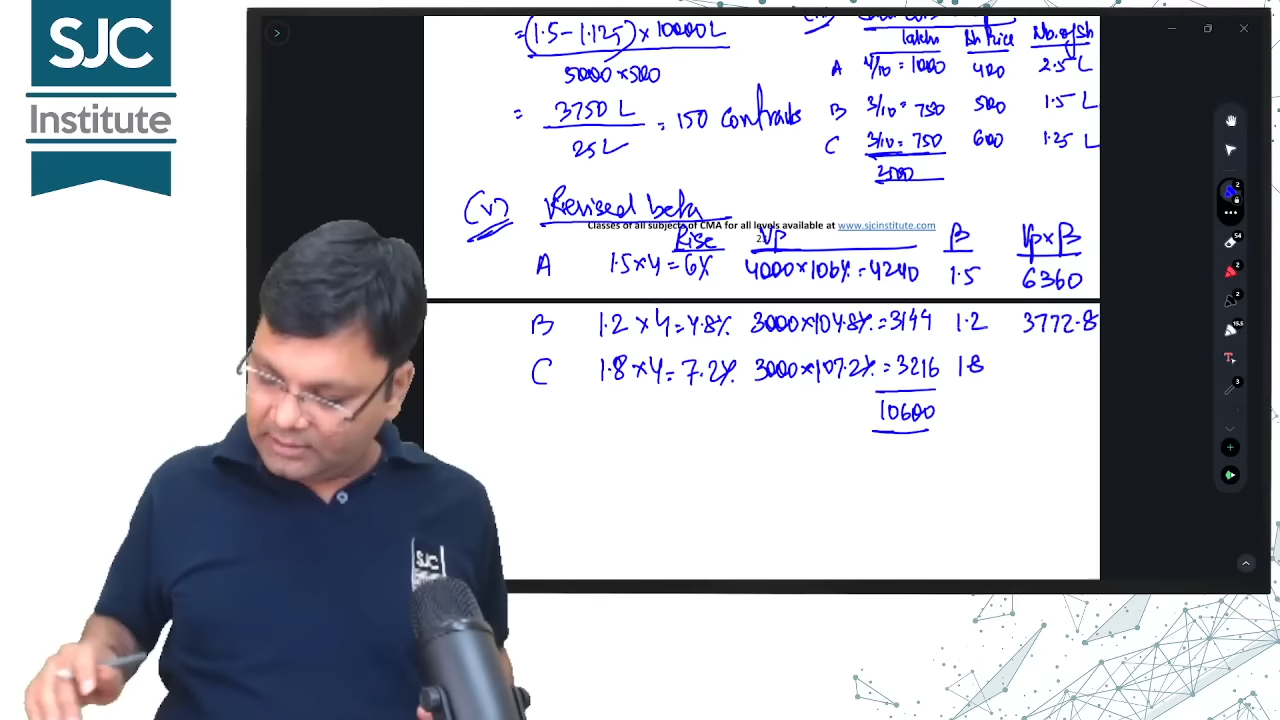 SJC
Institute
= (1.5 - 1.125) × 10000 L
5000 × 500
= 3750 L
25 L
= 150 contracts
lakhs Sh Price No. of Sh
A 4/10 = 1000 400 2.5 L
B 3/10 = 750 500 1.5 L
C 3/10 = 750 600 1.25 L
2500
(v) Revised beta
Classes of all subjects of CMA for all levels available at www.sjcinstitute.com
Rise Vp β Vp×β
A 1.5×4 = 6% 4000×106% = 4240 1.5 6360
B 1.2×4 = 4.8% 3000×104.8% = 3144 1.2 3772.8
C 1.8×4 = 7.2% 3000×107.2% = 3216 1.8
10600
SJC